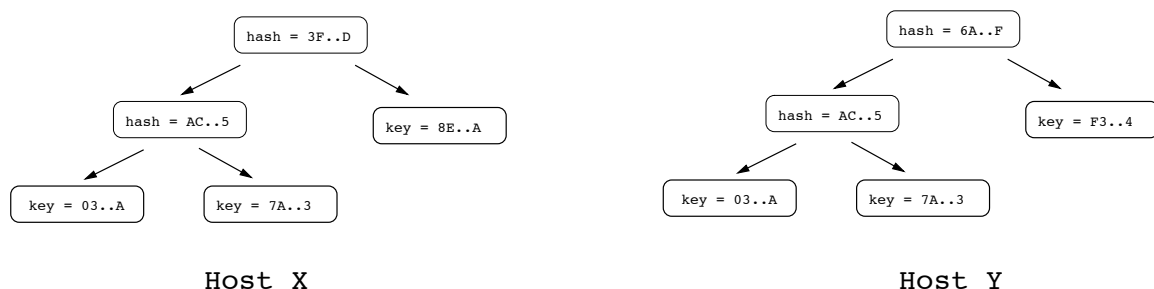 hash = 3F..D
hash = AC..5
key = 8E..A
key = 03..A
key = 7A..3
Host X
hash = 6A..F
hash = AC..5
key = F3..4
key = 03..A
key = 7A..3
Host Y